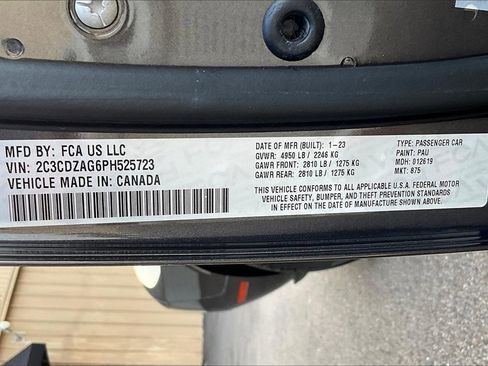 MFD BY: FCA US LLC
VIN: 2C3CDZAG6PH525723
VEHICLE MADE IN: CANADA
DATE OF MFR (BUILT): 1-23
GVWR: 4950 LB / 2246 KG
GAWR FRONT: 2810 LB / 1275 KG
GAWR REAR: 2810 LB / 1275 KG
TYPE: PASSENGER CAR
PAINT: PAU
MDH: 012619
MKT: 875
THIS VEHICLE CONFORMS TO ALL APPLICABLE U.S.A. FEDERAL MOTOR
VEHICLE SAFETY, BUMPER, AND THEFT PREVENTION STANDARDS
IN EFFECT ON THE DATE OF MANUFACTURE SHOWN ABOVE.